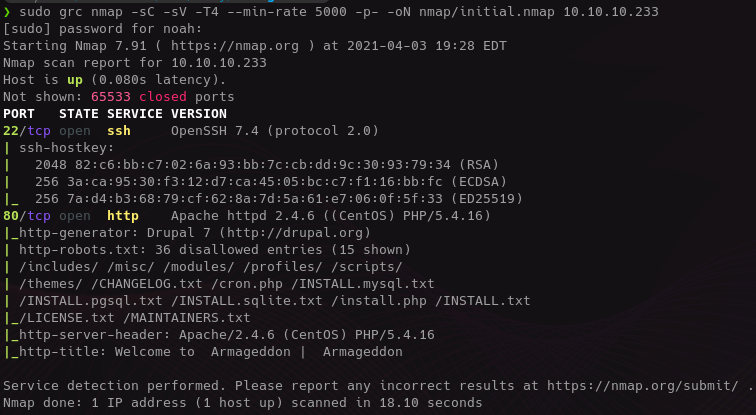 ❯ sudo grc nmap -sC -sV -T4 --min-rate 5000 -p- -oN nmap/initial.nmap 10.10.10.233
[sudo] password for noah:
Starting Nmap 7.91 ( https://nmap.org ) at 2021-04-03 19:28 EDT
Nmap scan report for 10.10.10.233
Host is up (0.080s latency).
Not shown: 65533 closed ports
PORT   STATE SERVICE VERSION
22/tcp open  ssh     OpenSSH 7.4 (protocol 2.0)
| ssh-hostkey:
|   2048 82:c6:bb:c7:02:6a:93:bb:7c:cb:dd:9c:30:93:79:34 (RSA)
|   256 3a:ca:95:30:f3:12:d7:ca:45:05:bc:c7:f1:16:bb:fc (ECDSA)
|_  256 7a:d4:b3:68:79:cf:62:8a:7d:5a:61:e7:06:0f:5f:33 (ED25519)
80/tcp open  http    Apache httpd 2.4.6 ((CentOS) PHP/5.4.16)
|_http-generator: Drupal 7 (http://drupal.org)
| http-robots.txt: 36 disallowed entries (15 shown)
| /includes/ /misc/ /modules/ /profiles/ /scripts/
| /themes/ /CHANGELOG.txt /cron.php /INSTALL.mysql.txt
| /INSTALL.pgsql.txt /INSTALL.sqlite.txt /install.php /INSTALL.txt
|_/LICENSE.txt /MAINTAINERS.txt
|_http-server-header: Apache/2.4.6 (CentOS) PHP/5.4.16
|_http-title: Welcome to  Armageddon |  Armageddon

Service detection performed. Please report any incorrect results at https://nmap.org/submit/ .
Nmap done: 1 IP address (1 host up) scanned in 18.10 seconds